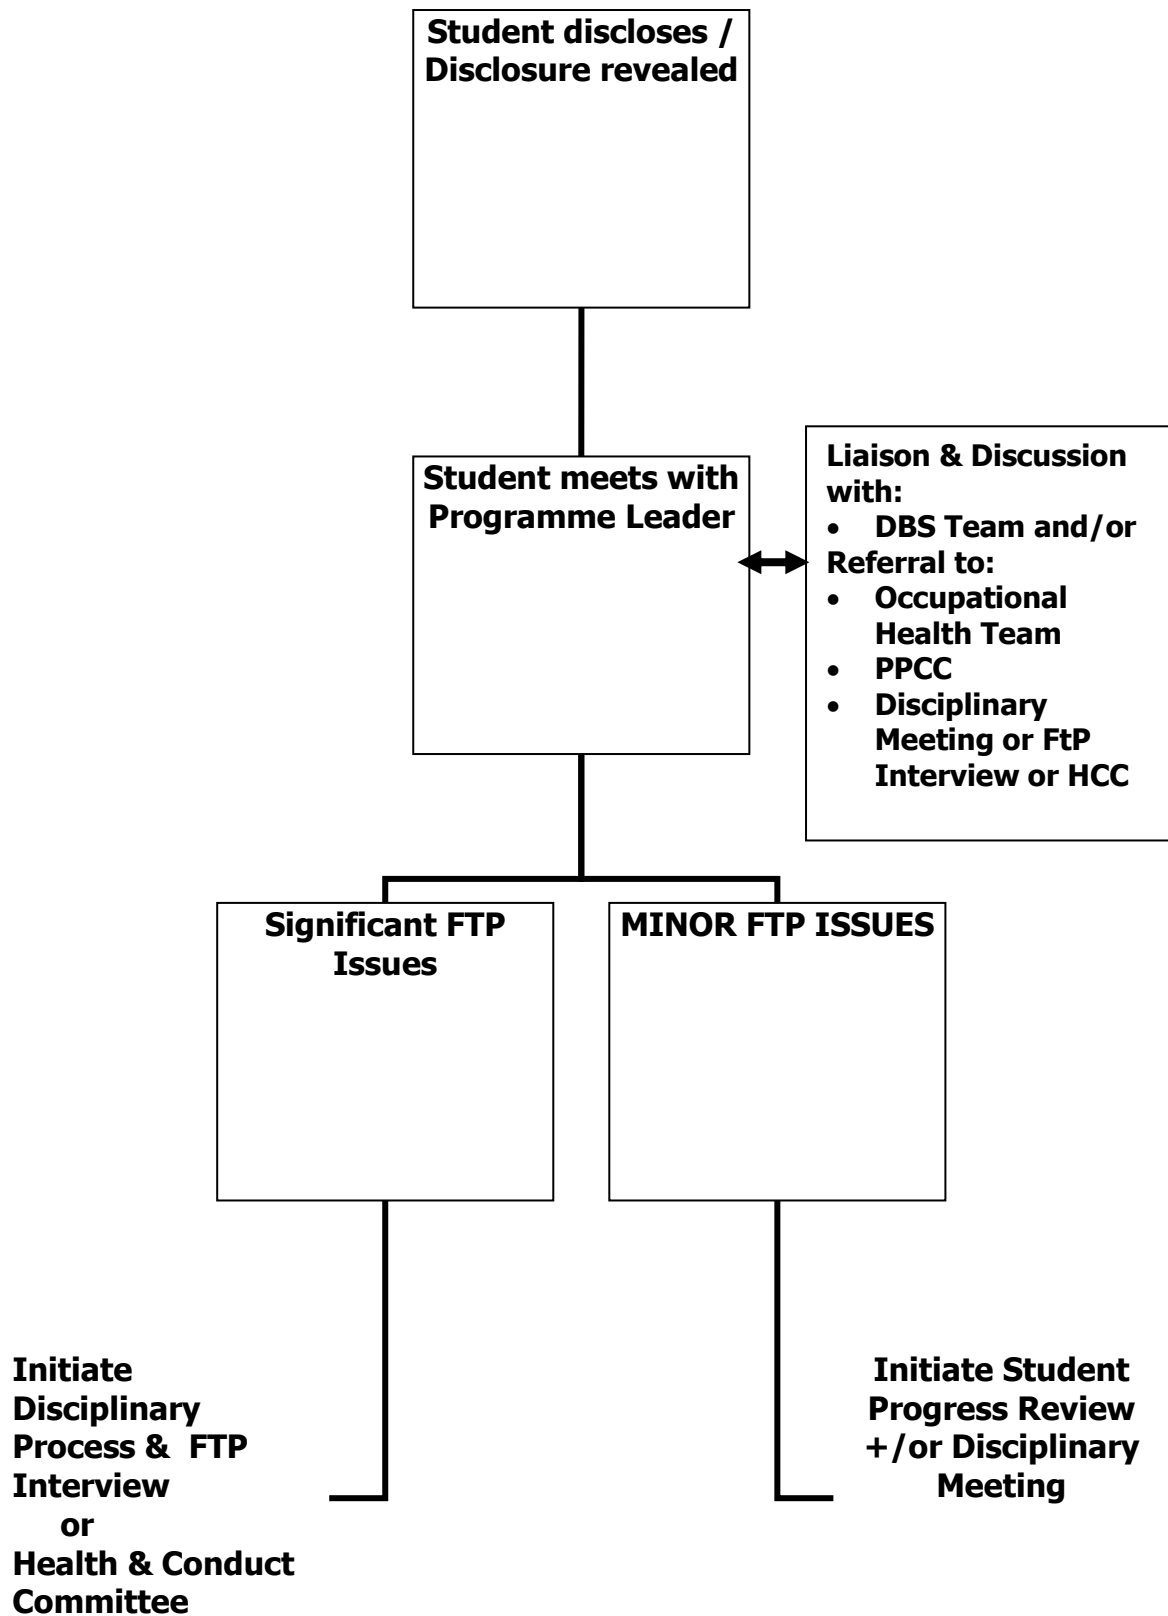 Student discloses /
Disclosure revealed
Student meets with
Programme Leader
Liaison & Discussion
with:
• DBS Team and/or
Referral to:
• Occupational
Health Team
• PPCC
• Disciplinary
Meeting or FtP
Interview or HCC
Significant FTP
Issues
MINOR FTP ISSUES
Initiate
Disciplinary
Process & FTP
Interview
or
Health & Conduct
Committee
Initiate Student
Progress Review
+/or Disciplinary
Meeting